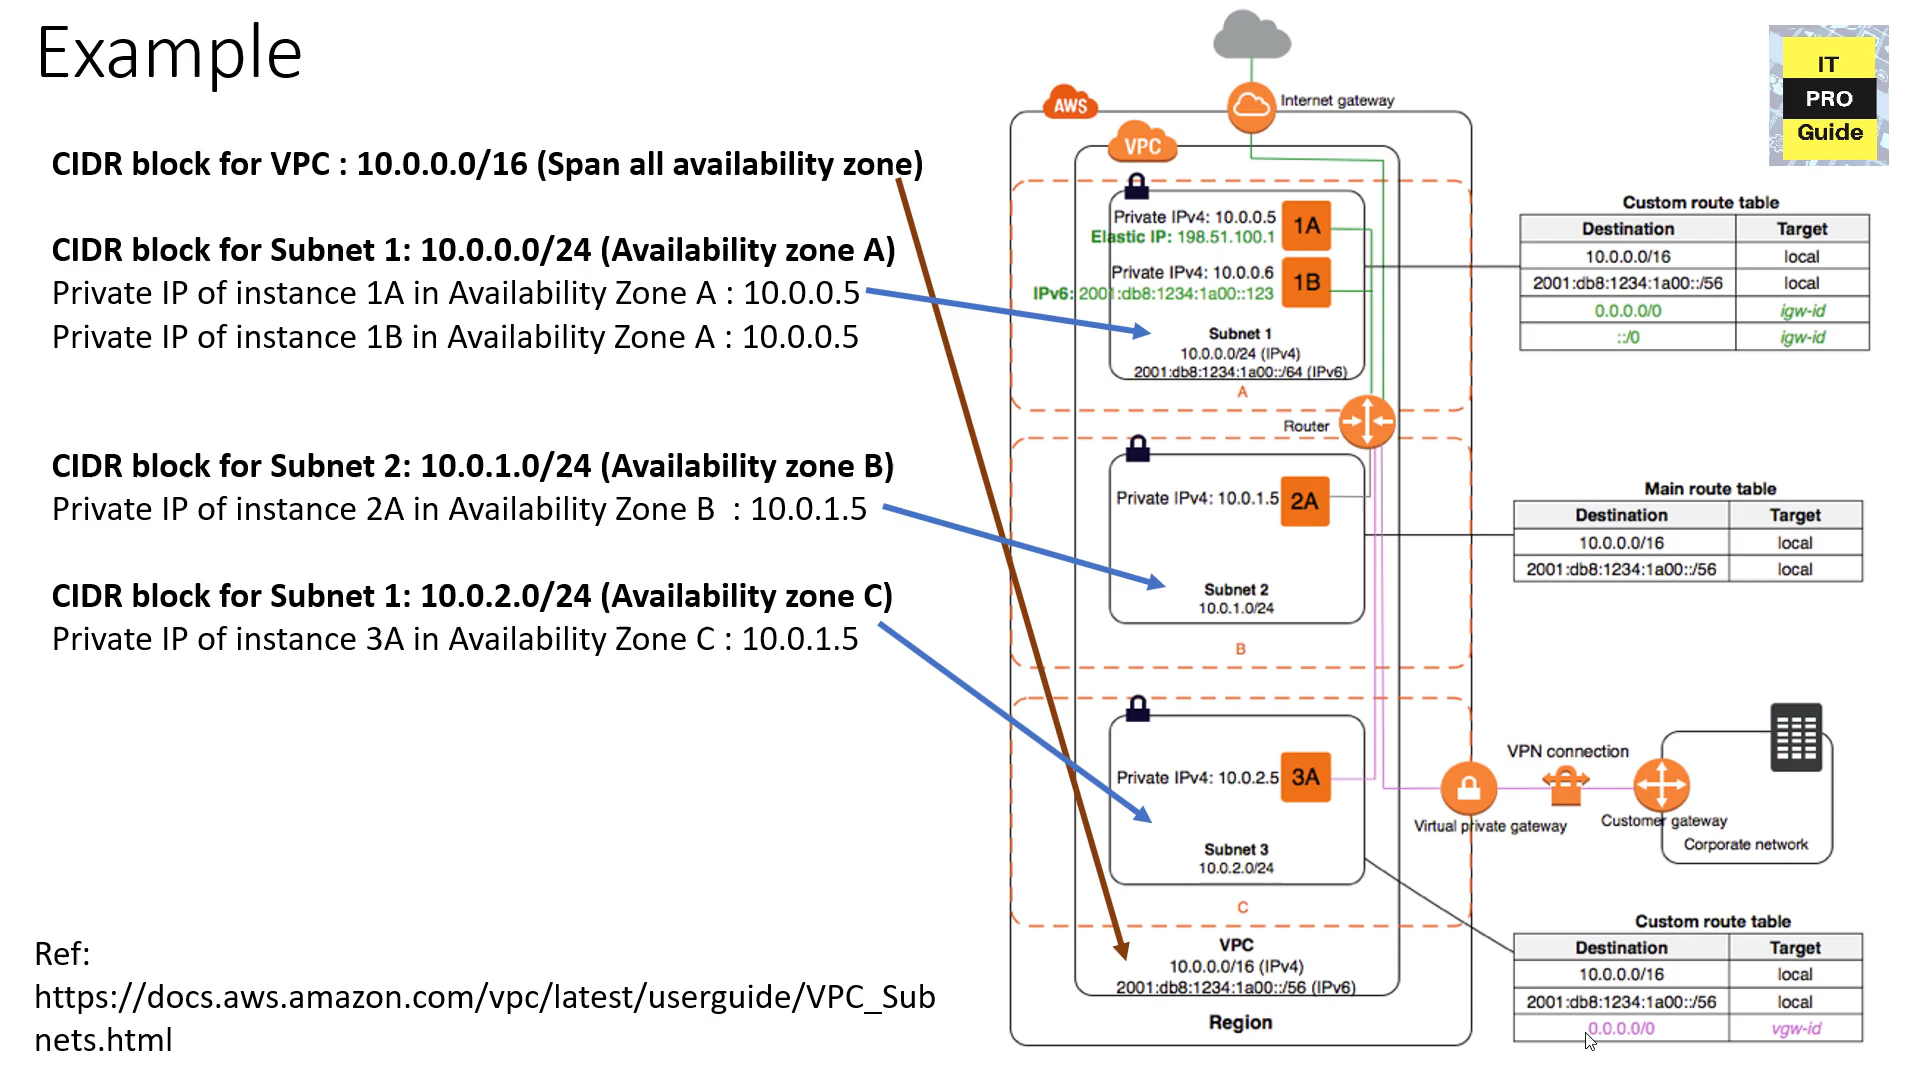 Example
CIDR block for VPC : 10.0.0.0/16 (Span all availability zone)
CIDR block for Subnet 1: 10.0.0.0/24 (Availability zone A)
Private IP of instance 1A in Availability Zone A : 10.0.0.5
Private IP of instance 1B in Availability Zone A : 10.0.0.5
CIDR block for Subnet 2: 10.0.1.0/24 (Availability zone B)
Private IP of instance 2A in Availability Zone B  : 10.0.1.5
CIDR block for Subnet 1: 10.0.2.0/24 (Availability zone C)
Private IP of instance 3A in Availability Zone C : 10.0.1.5
Ref:
https://docs.aws.amazon.com/vpc/latest/userguide/VPC_Sub
nets.html
Internet gateway
AWS
VPC
Private IPv4: 10.0.0.5
1A
Elastic IP: 198.51.100.1
Private IPv4: 10.0.0.6
1B
IPv6: 2001:db8:1234:1a00::123
Subnet 1
10.0.0.0/24 (IPv4)
2001:db8:1234:1a00::/64 (IPv6)
A
Router
Private IPv4: 10.0.1.5
2A
Subnet 2
10.0.1.0/24
B
Private IPv4: 10.0.2.5
3A
Subnet 3
10.0.2.0/24
C
VPC
10.0.0.0/16 (IPv4)
2001:db8:1234:1a00::/56 (IPv6)
Region
IT
PRO
Guide
Custom route table
Destination Target
10.0.0.0/16 local
2001:db8:1234:1a00::/56 local
0.0.0.0/0 igw-id
::/0 igw-id
Main route table
Destination Target
10.0.0.0/16 local
2001:db8:1234:1a00::/56 local
VPN connection
Virtual private gateway
Customer gateway
Corporate network
Custom route table
Destination Target
10.0.0.0/16 local
2001:db8:1234:1a00::/56 local
0.0.0.0/0 vgw-id